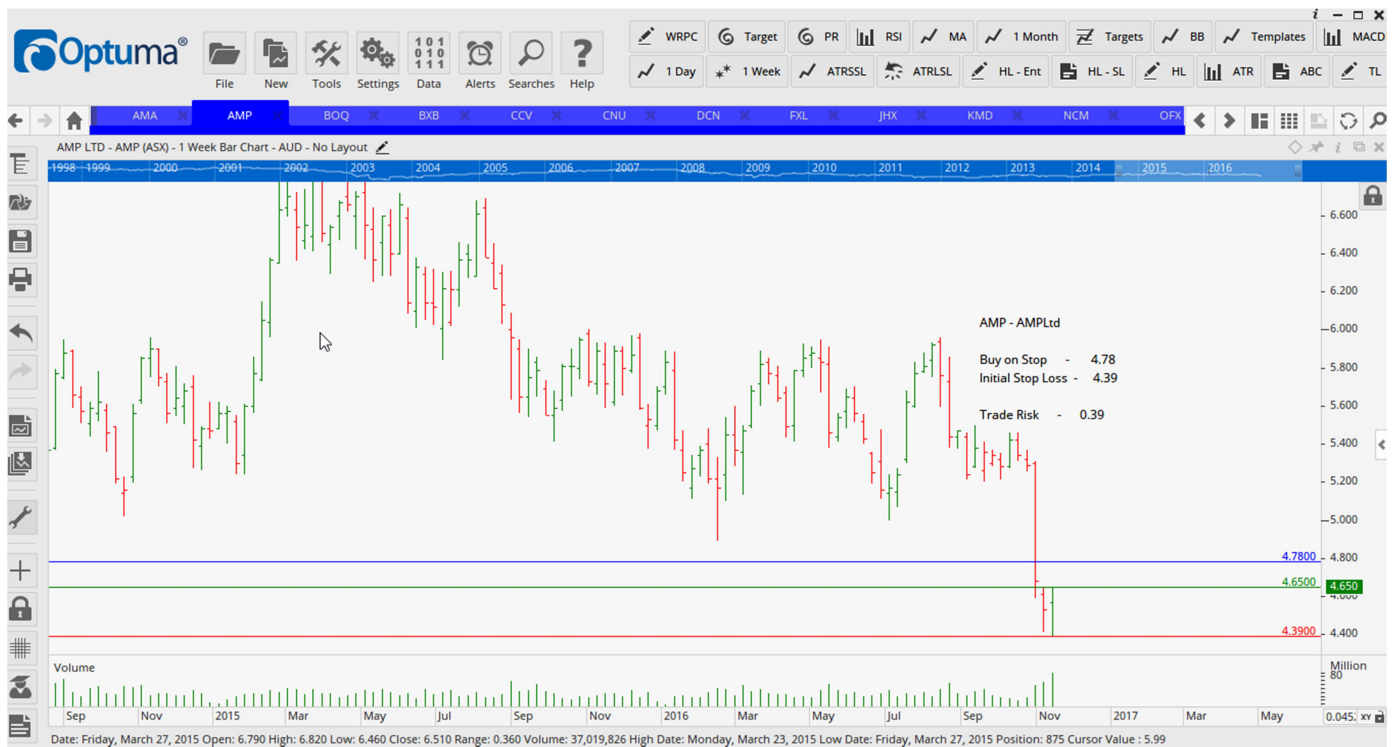 Optuma®
File New Tools Settings Data Alerts Searches Help
WRPC Target PR RSI MA 1 Month Targets BB Templates MACD
1 Day 1 Week ATRSSL ATRLSL HL - Ent HL - SL HL ATR ABC TL
AMA AMP BOQ BXB CCV CNU DCN FXL JHX KMD NCM OFX
AMP LTD - AMP (ASX) - 1 Week Bar Chart - AUD - No Layout
1998 1999 2000 2001 2002 2003 2004 2005 2006 2007 2008 2009 2010 2011 2012 2013 2014 2015 2016
6.600
6.400
6.200
AMP - AMPLtd
6.000
Buy on Stop - 4.78
5.800
Initial Stop Loss - 4.39
5.600
Trade Risk - 0.39
5.400
5.200
5.000
4.7800 4.800
4.6500 4.650
4.600
4.3900 4.400
Volume Million
80
Sep Nov 2015 Mar May Jul Sep Nov 2016 Mar May Jul Sep Nov 2017 Mar May 0.045, XY
Date: Friday, March 27, 2015 Open: 6.790 High: 6.820 Low: 6.460 Close: 6.510 Range: 0.360 Volume: 37,019,826 High Date: Monday, March 23, 2015 Low Date: Friday, March 27, 2015 Position: 875 Cursor Value : 5.99